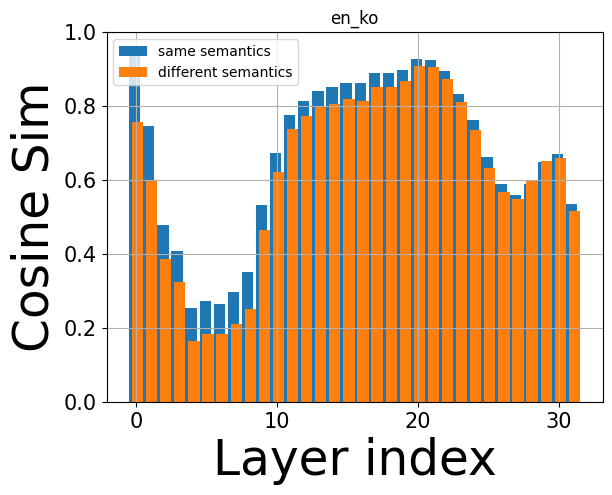 en_ko
same semantics
different semantics
Cosine Sim
1.0
0.8
0.6
0.4
0.2
0.0
0 10 20 30
Layer index